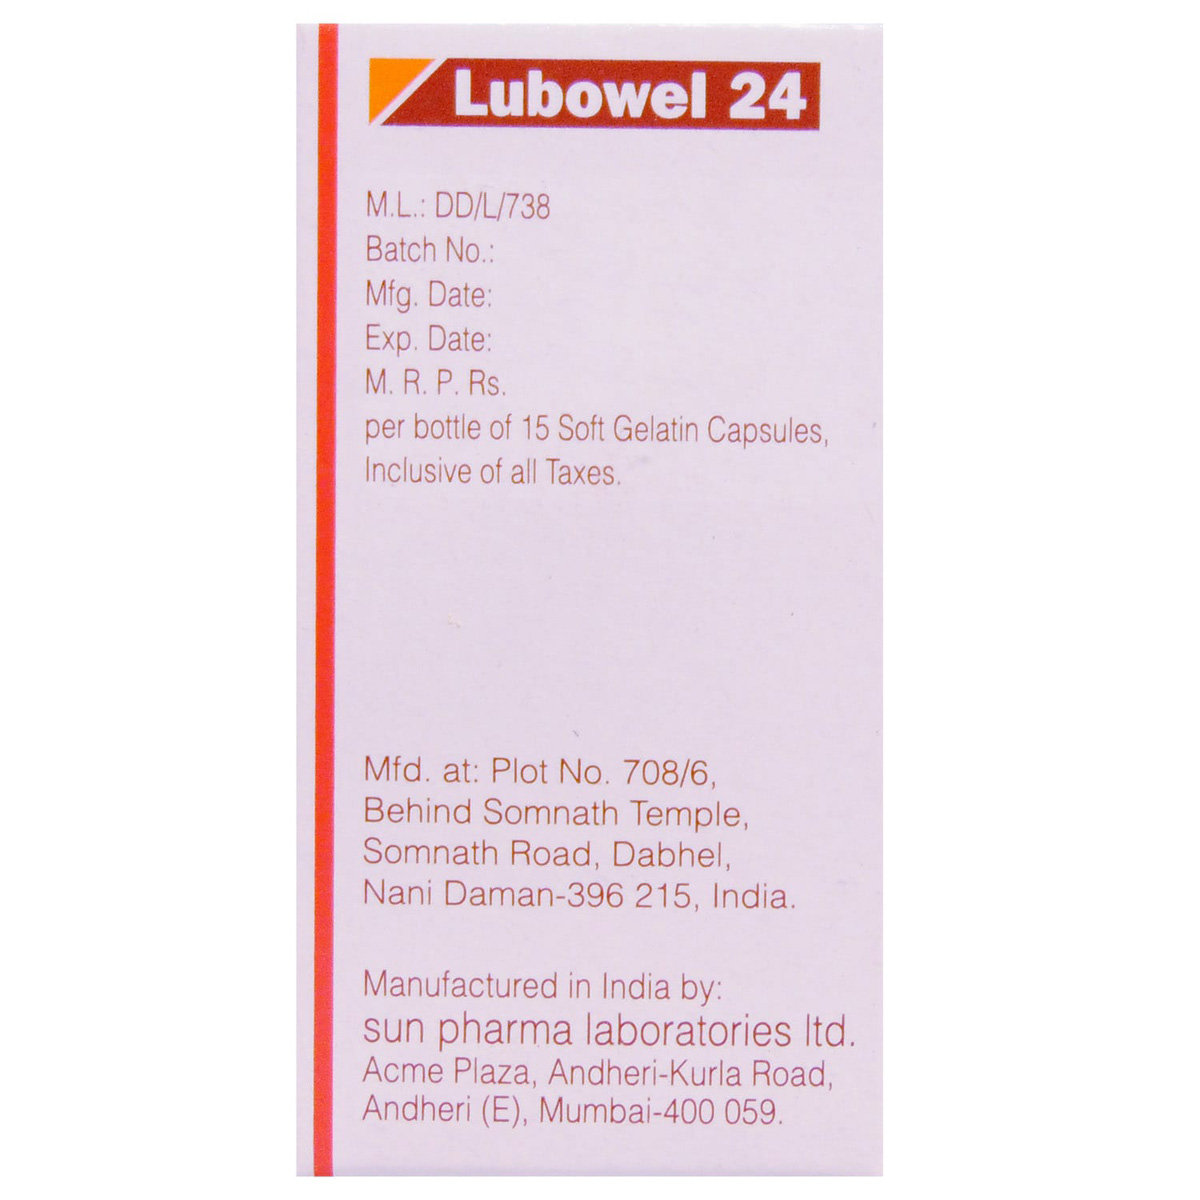 Lubowel 24
M.L.: DD/L/738
Batch No.:
Mfg. Date:
Exp. Date:
M. R. P. Rs.
per bottle of 15 Soft Gelatin Capsules,
Inclusive of all Taxes.
Mfd. at: Plot No. 708/6,
Behind Somnath Temple,
Somnath Road, Dabhel,
Nani Daman-396 215, India.
Manufactured in India by:
sun pharma laboratories ltd.
Acme Plaza, Andheri-Kurla Road,
Andheri (E), Mumbai-400 059.